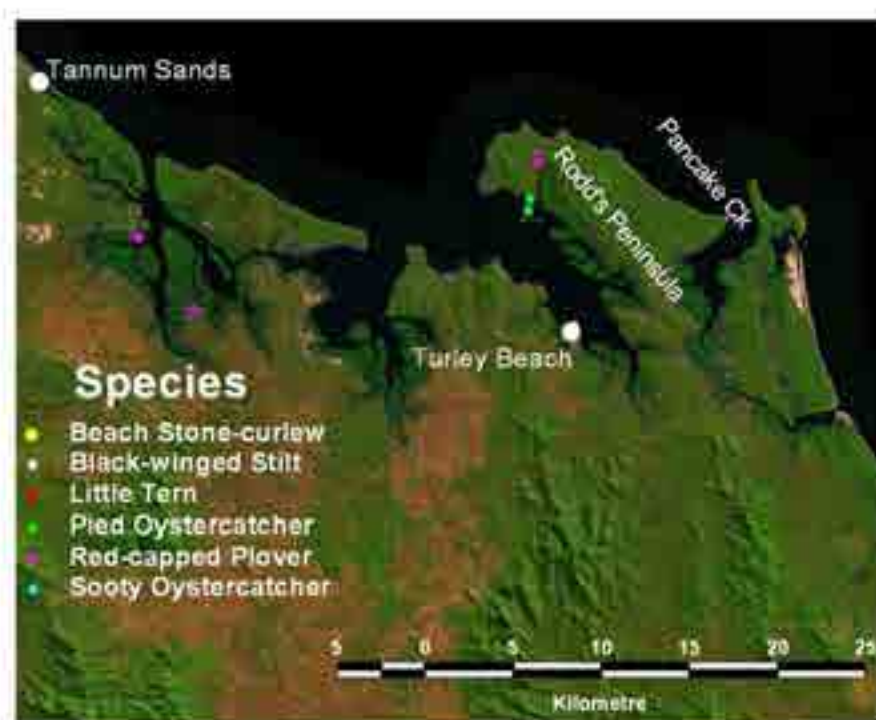 Tannum Sands
Pancake Ck
Rodd's Peninsula
Turley Beach
Species
Beach Stone-curlew
Black-winged Stilt
Little Tern
Pied Oystercatcher
Red-capped Plover
Sooty Oystercatcher
5 0 5 10 15 20 25
Kilometre